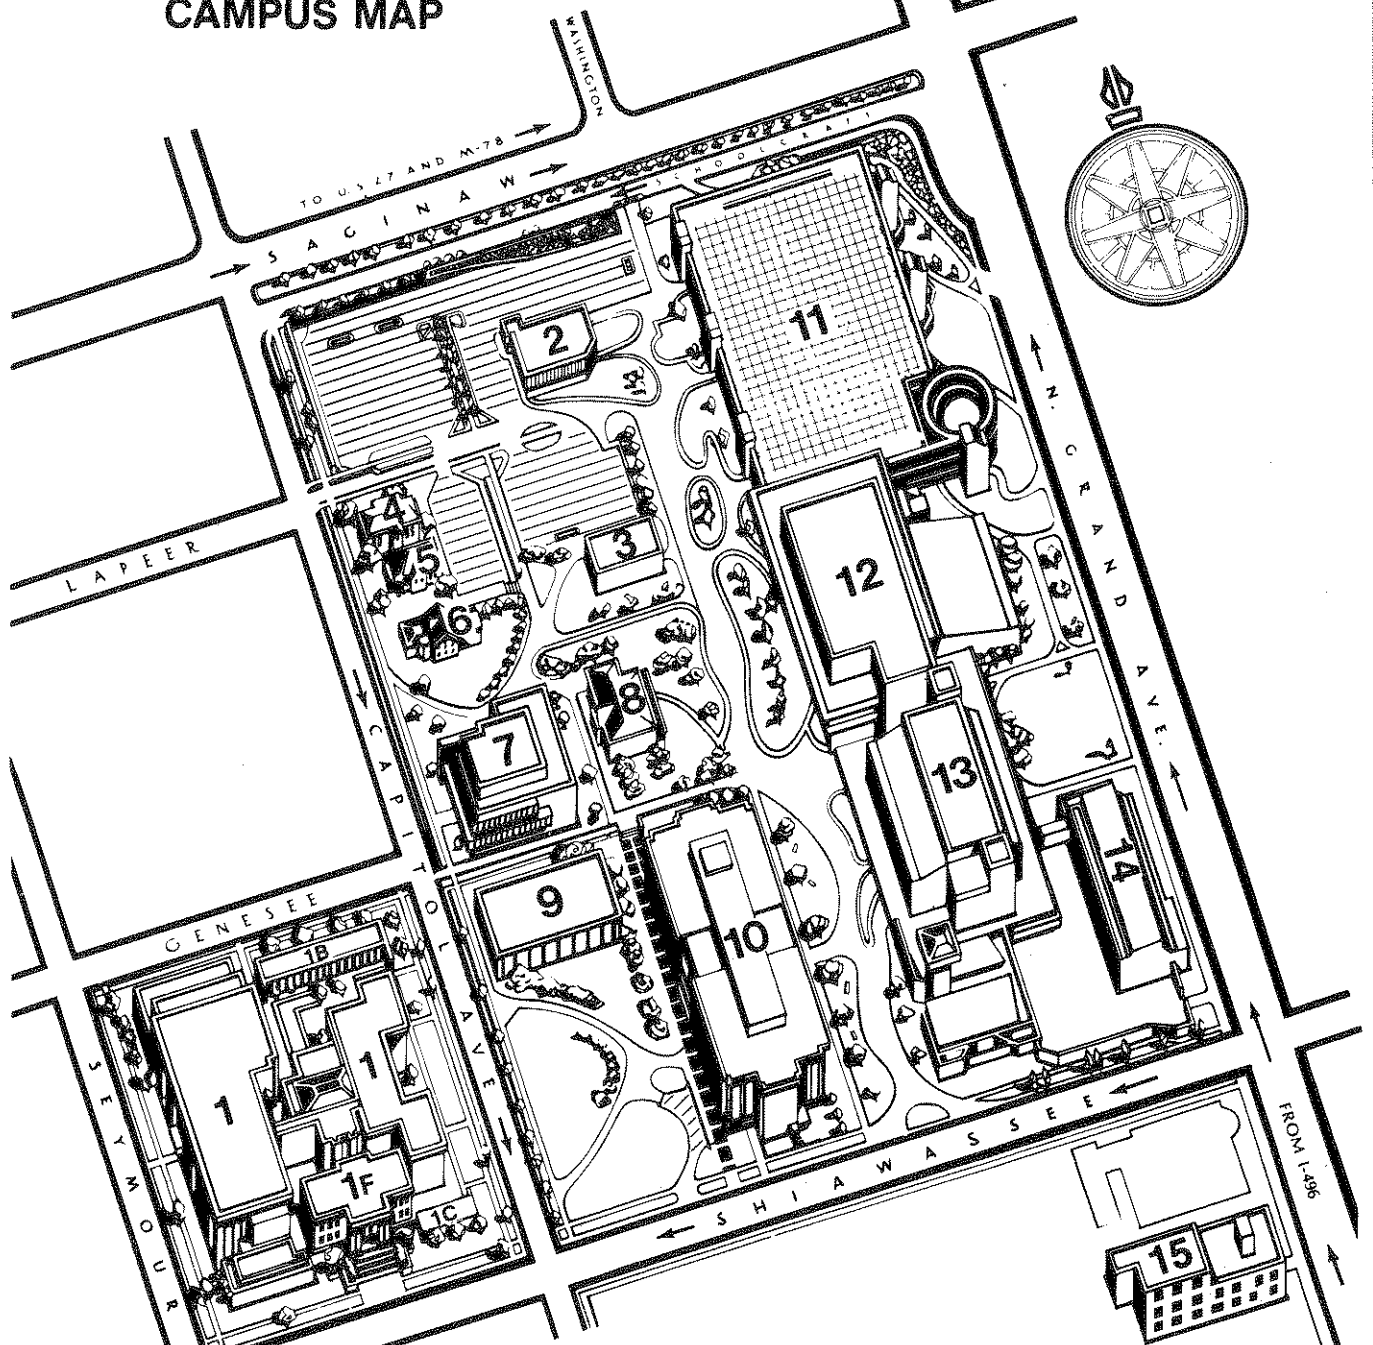 CAMPUS MAP
WASHINGTON
TO U.S 27 AND M-78
SAGINAW
SCHOOLCRAFT
11
2
N. GRAND AVE.
4
3
5
LAPEER
12
6
8
7
13
CAPITOL AVE
14
9
GENESEE
10
1B
1
1
SEYMOUR
SHIAWASSEE
FROM I-496
1F
1C
15